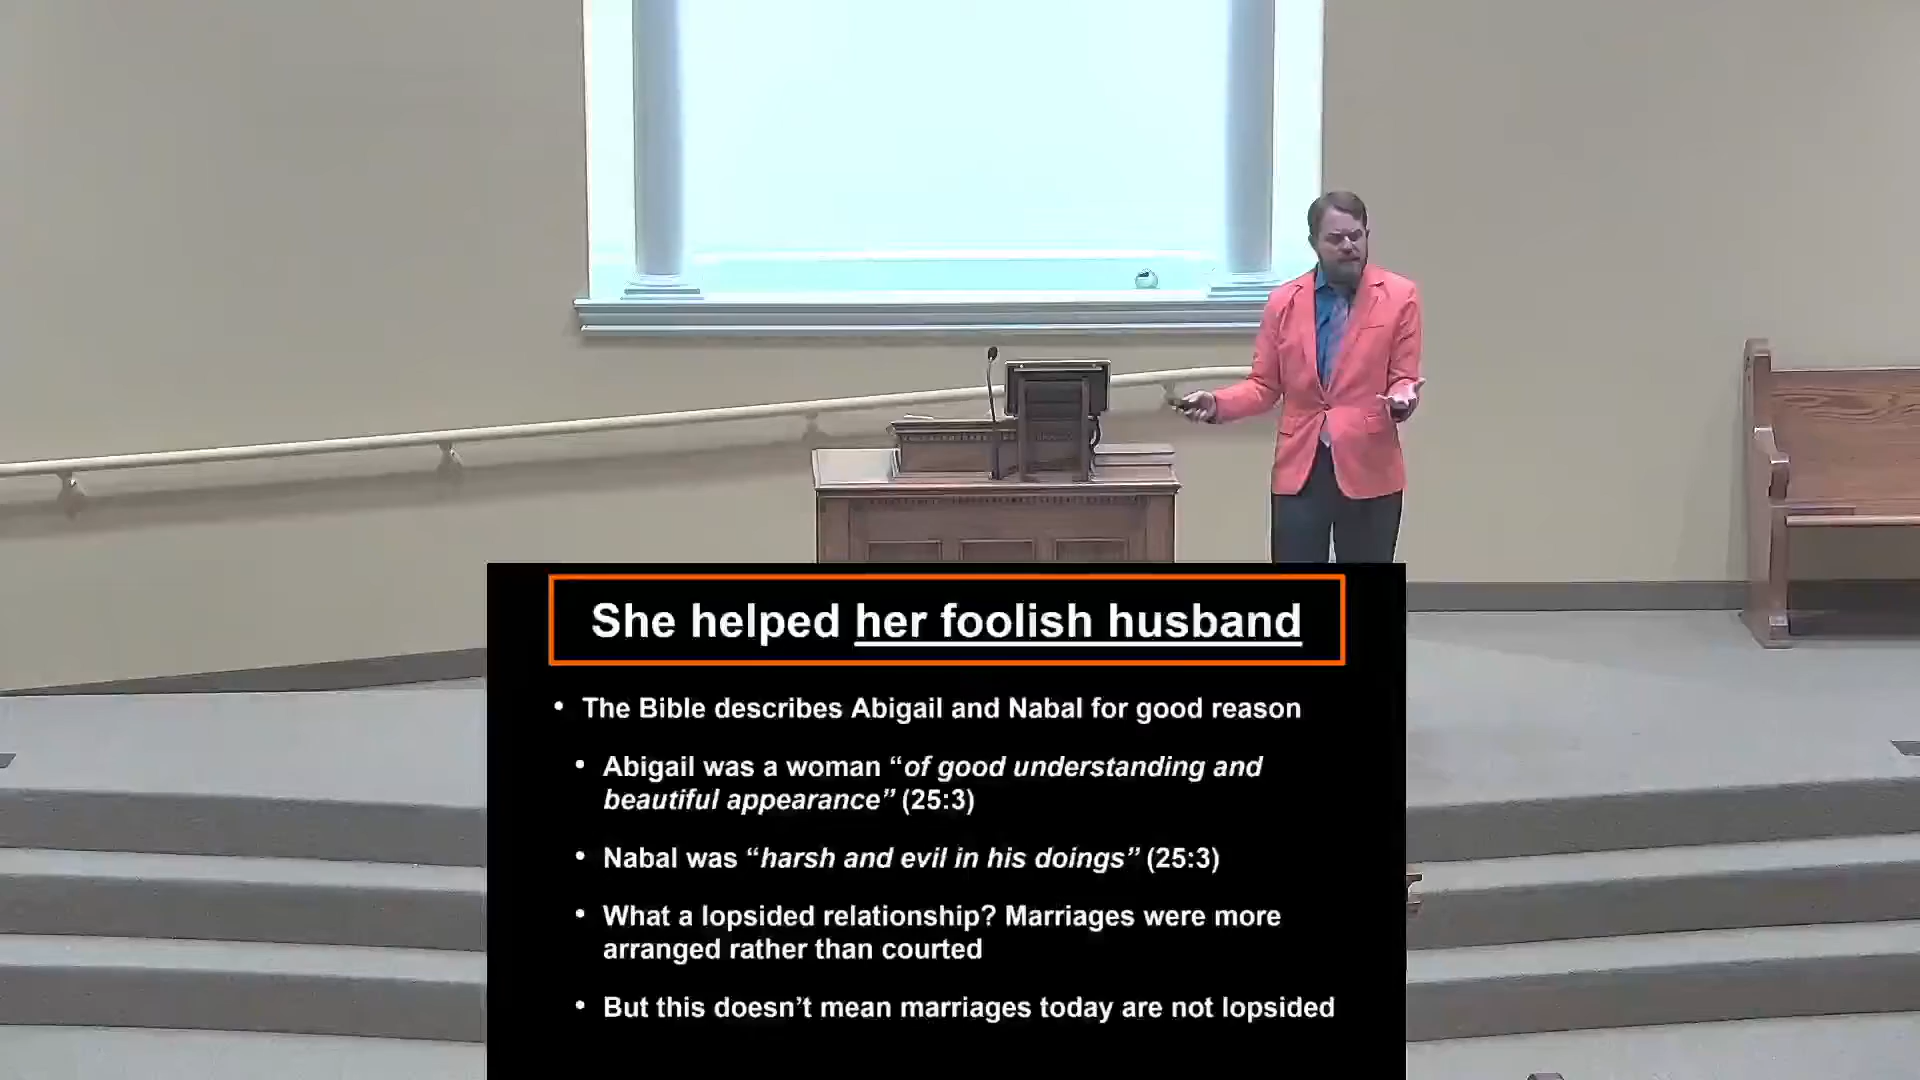 She helped her foolish husband
• The Bible describes Abigail and Nabal for good reason
• Abigail was a woman “of good understanding and
beautiful appearance” (25:3)
• Nabal was “harsh and evil in his doings” (25:3)
• What a lopsided relationship? Marriages were more
arranged rather than courted
• But this doesn’t mean marriages today are not lopsided